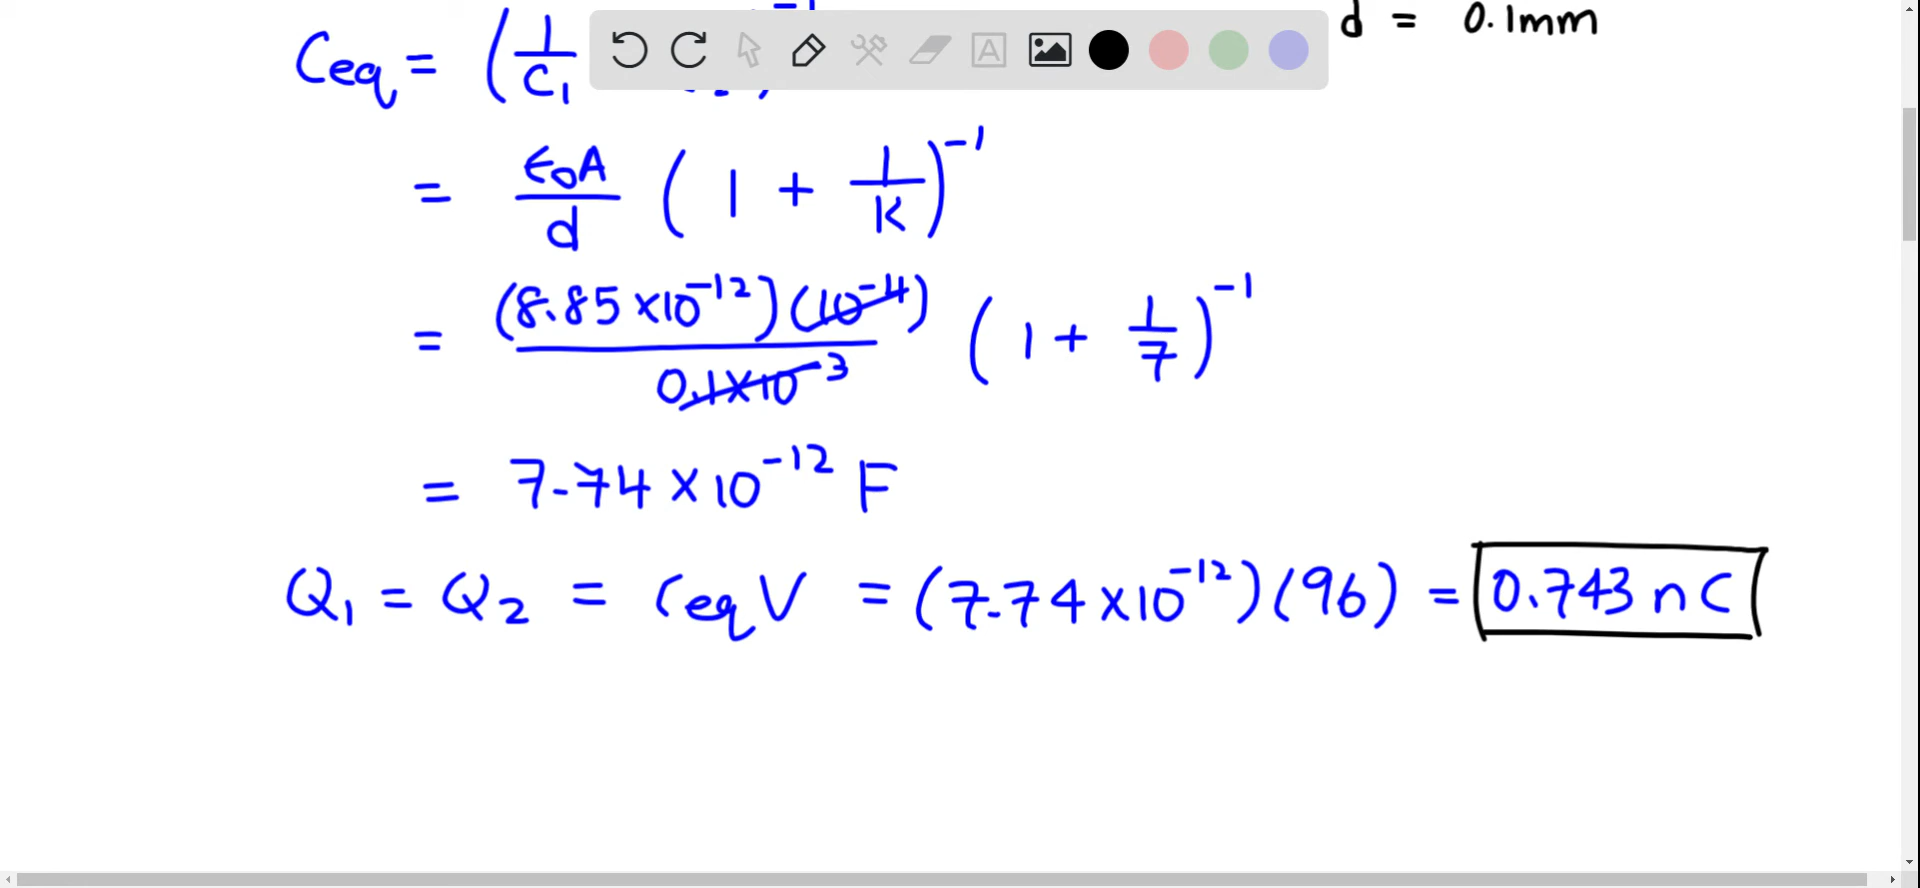 d = 0.1mm
Ceq = (1/C₁
= ε₀A/d (1 + 1/K)⁻¹
= (8.85×10⁻¹²)(10⁻⁴)/0.1×10⁻³ (1 + 1/7)⁻¹
= 7.74×10⁻¹² F
Q₁ = Q₂ = CeqV = (7.74×10⁻¹²)(96) = 0.743 nC